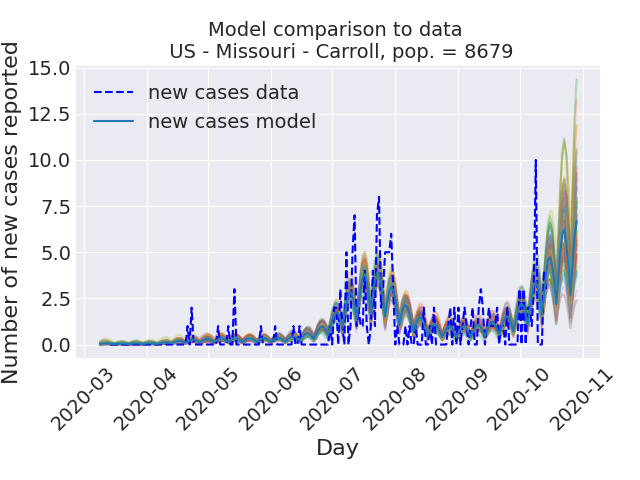 Model comparison to data
US - Missouri - Carroll, pop. = 8679
Number of new cases reported
15.0
12.5
10.0
7.5
5.0
2.5
0.0
new cases data
new cases model
2020-03
2020-04
2020-05
2020-06
2020-07
2020-08
2020-09
2020-10
2020-11
Day